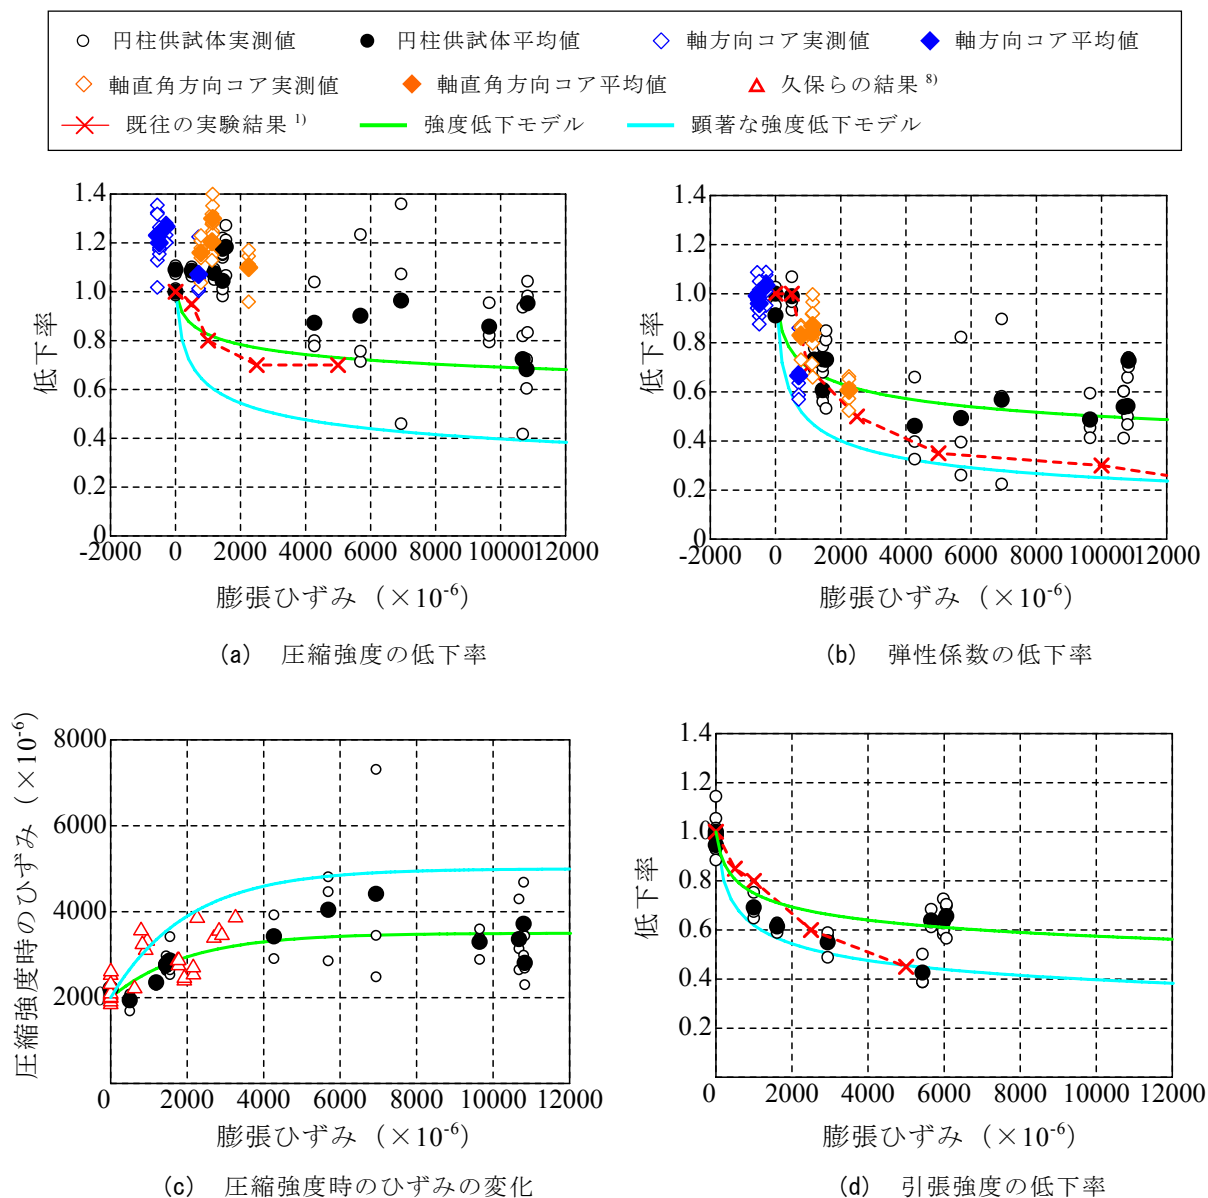 円柱供試体実測値 円柱供試体平均値 軸方向コア実測値 軸方向コア平均値
軸直角方向コア実測値 軸直角方向コア平均値 久保らの結果 8)
既往の実験結果 1) 強度低下モデル 顕著な強度低下モデル
1.4
1.2
1.0
0.8
0.6
0.4
0.2
0
-2000 0 2000 4000 6000 8000 10000 12000
低下率
膨張ひずみ（×10-6）
(a) 圧縮強度の低下率
1.4
1.2
1.0
0.8
0.6
0.4
0.2
0
-2000 0 2000 4000 6000 8000 10000 12000
低下率
膨張ひずみ（×10-6）
(b) 弾性係数の低下率
8000
6000
4000
2000
0 2000 4000 6000 8000 10000 12000
圧縮強度時のひずみ（×10-6）
膨張ひずみ（×10-6）
(c) 圧縮強度時のひずみの変化
1.4
1.2
1.0
0.8
0.6
0.4
0.2
0 2000 4000 6000 8000 10000 12000
低下率
膨張ひずみ（×10-6）
(d) 引張強度の低下率